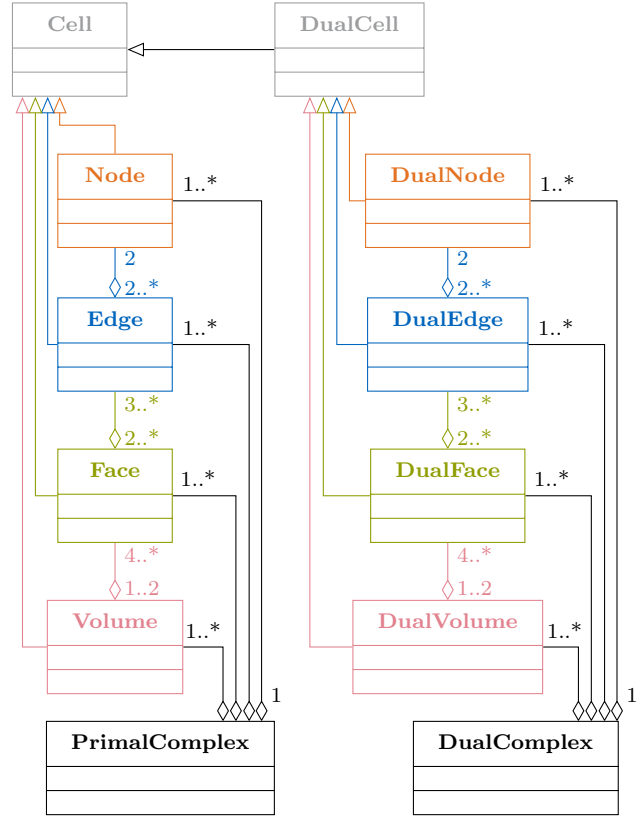 Cell DualCell
Node 1..* DualNode 1..*
2 2
2..* 2..*
Edge 1..* DualEdge 1..*
3..* 3..*
2..* 2..*
Face 1..* DualFace 1..*
4..* 4..*
1..2 1..2
Volume 1..* DualVolume 1..*
1 1
PrimalComplex DualComplex